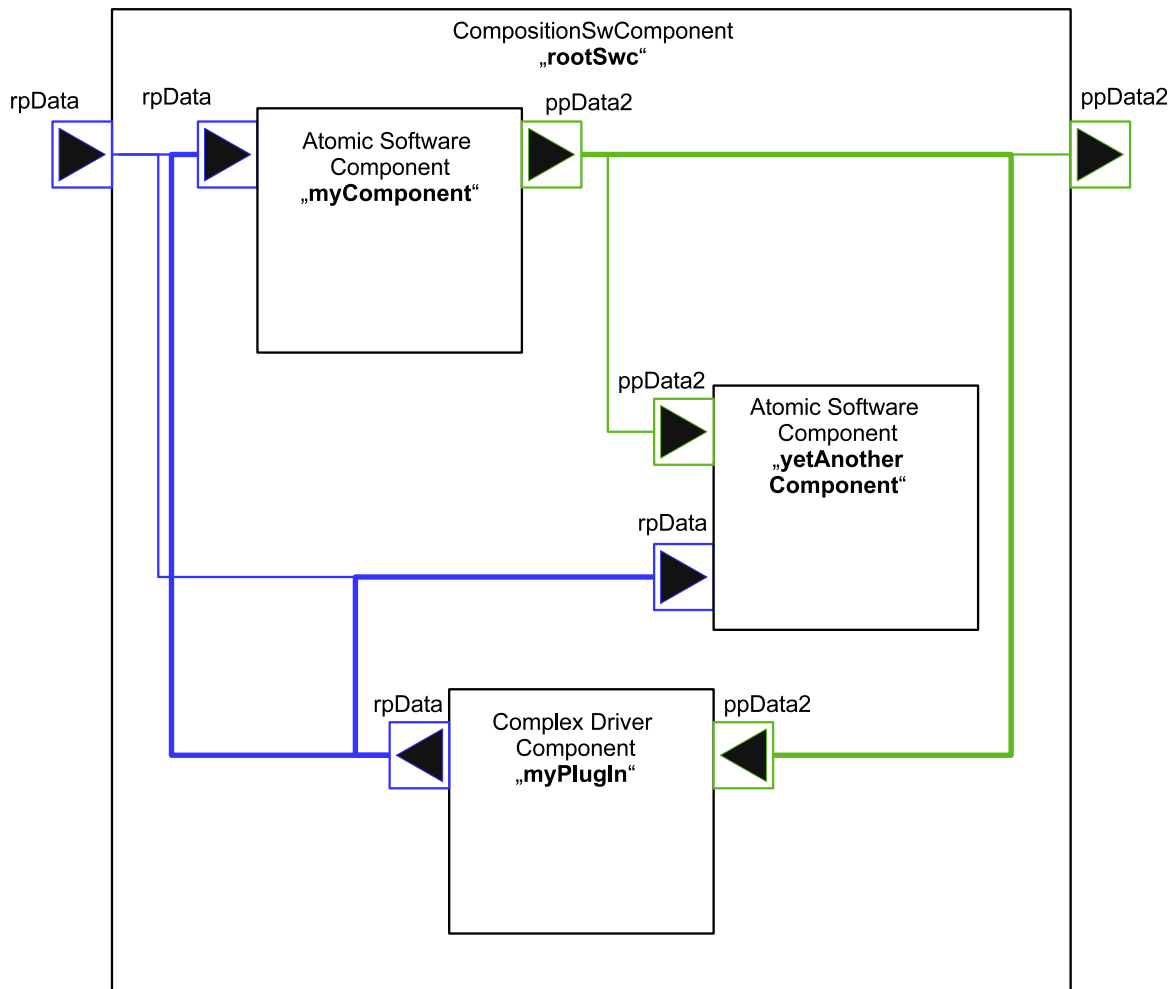 CompositionSwComponent
„rootSwc“
rpData
rpData
ppData2
ppData2
Atomic Software
Component
„myComponent“
ppData2
Atomic Software
Component
„yetAnother
Component“
rpData
rpData
Complex Driver
Component
„myPlugIn“
ppData2